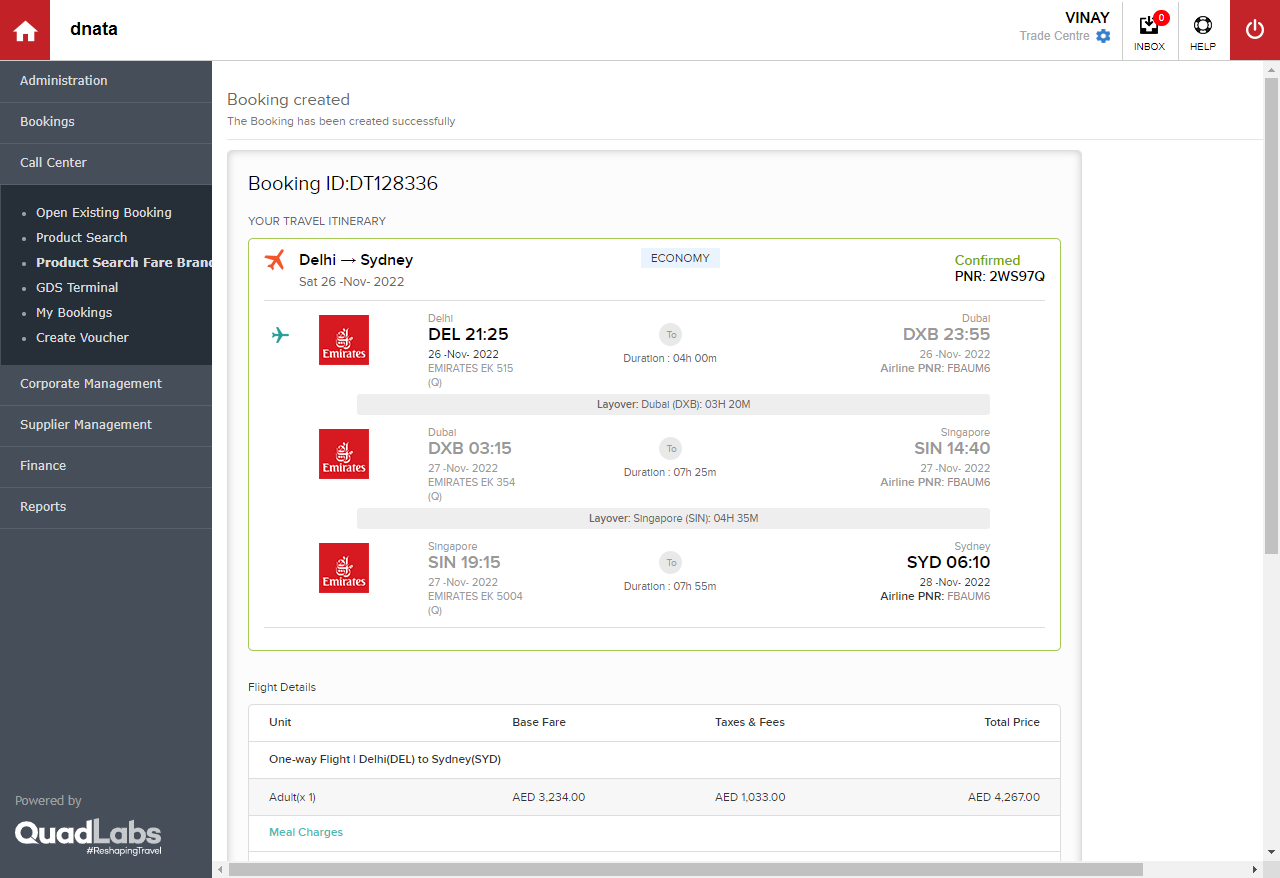 dnata
VINAY
Trade Centre
0
INBOX
HELP
Administration
Bookings
Call Center
Open Existing Booking
Product Search
Product Search Fare Bran
GDS Terminal
My Bookings
Create Voucher
Corporate Management
Supplier Management
Finance
Reports
Powered by
QuadLabs
#ReshapingTravel
Booking created
The Booking has been created successfully
Booking ID:DT128336
YOUR TRAVEL ITINERARY
Delhi → Sydney
Sat 26 -Nov- 2022
ECONOMY
Confirmed
PNR: 2WS97Q
Emirates
Delhi
DEL 21:25
26 -Nov- 2022
EMIRATES EK 515
(Q)
To
Duration : 04h 00m
Dubai
DXB 23:55
26 -Nov- 2022
Airline PNR: FBAUM6
Layover: Dubai (DXB): 03H 20M
Emirates
Dubai
DXB 03:15
27 -Nov- 2022
EMIRATES EK 354
(Q)
To
Duration : 07h 25m
Singapore
SIN 14:40
27 -Nov- 2022
Airline PNR: FBAUM6
Layover: Singapore (SIN): 04H 35M
Emirates
Singapore
SIN 19:15
27 -Nov- 2022
EMIRATES EK 5004
(Q)
To
Duration : 07h 55m
Sydney
SYD 06:10
28 -Nov- 2022
Airline PNR: FBAUM6
Flight Details
Unit Base Fare Taxes & Fees Total Price
One-way Flight | Delhi(DEL) to Sydney(SYD)
Adult(x 1) AED 3,234.00 AED 1,033.00 AED 4,267.00
Meal Charges